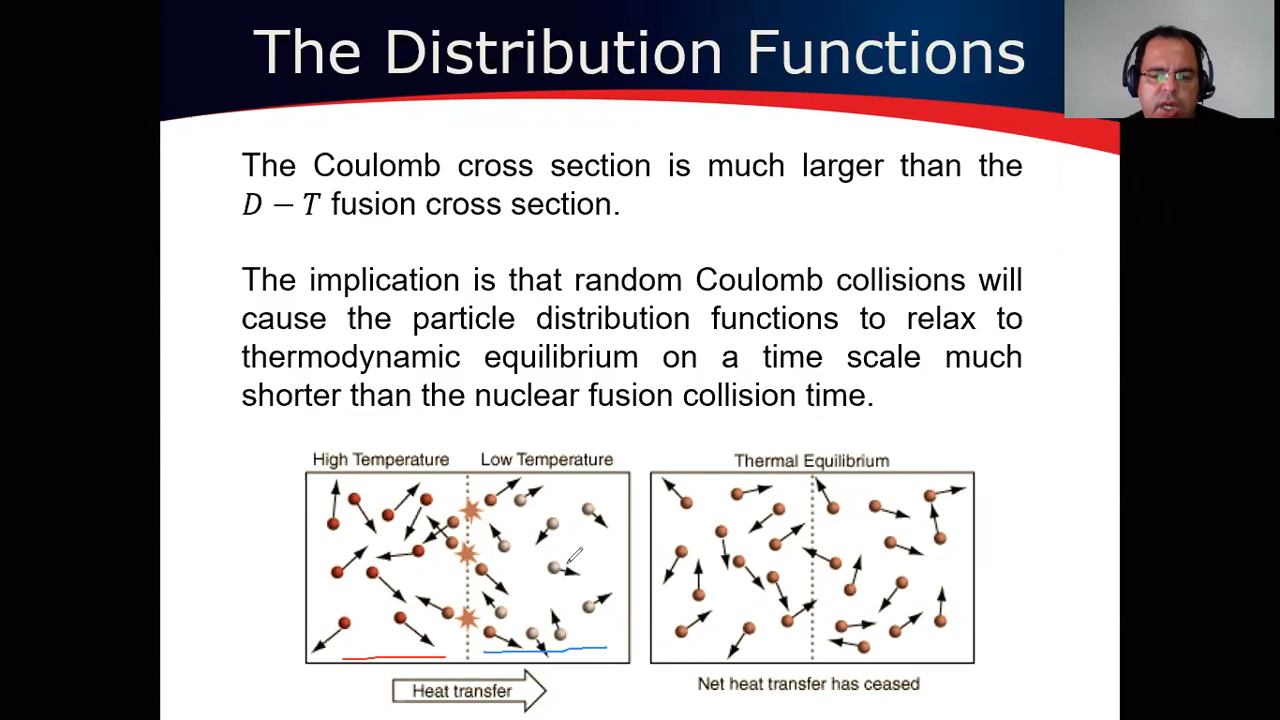 The Distribution Functions
The Coulomb cross section is much larger than the
D − T fusion cross section.
The implication is that random Coulomb collisions will
cause the particle distribution functions to relax to
thermodynamic equilibrium on a time scale much
shorter than the nuclear fusion collision time.
High Temperature Low Temperature
Thermal Equilibrium
Heat transfer
Net heat transfer has ceased